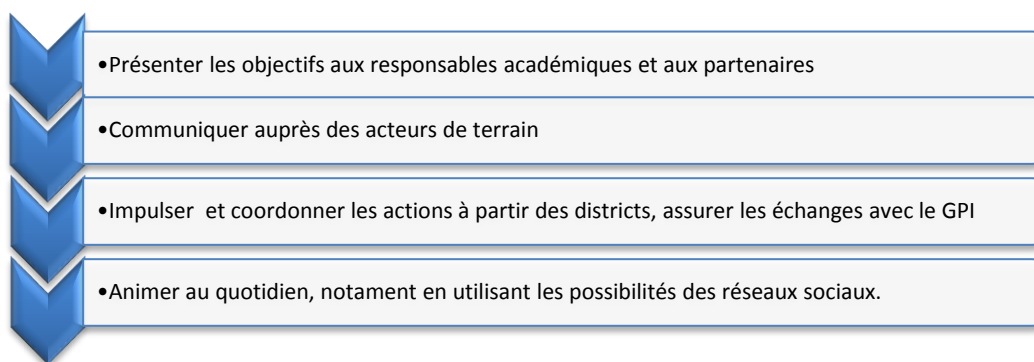 •Présenter les objectifs aux responsables académiques et aux partenaires
•Communiquer auprès des acteurs de terrain
•Impulser  et coordonner les actions à partir des districts, assurer les échanges avec le GPI
•Animer au quotidien, notament en utilisant les possibilités des réseaux sociaux.